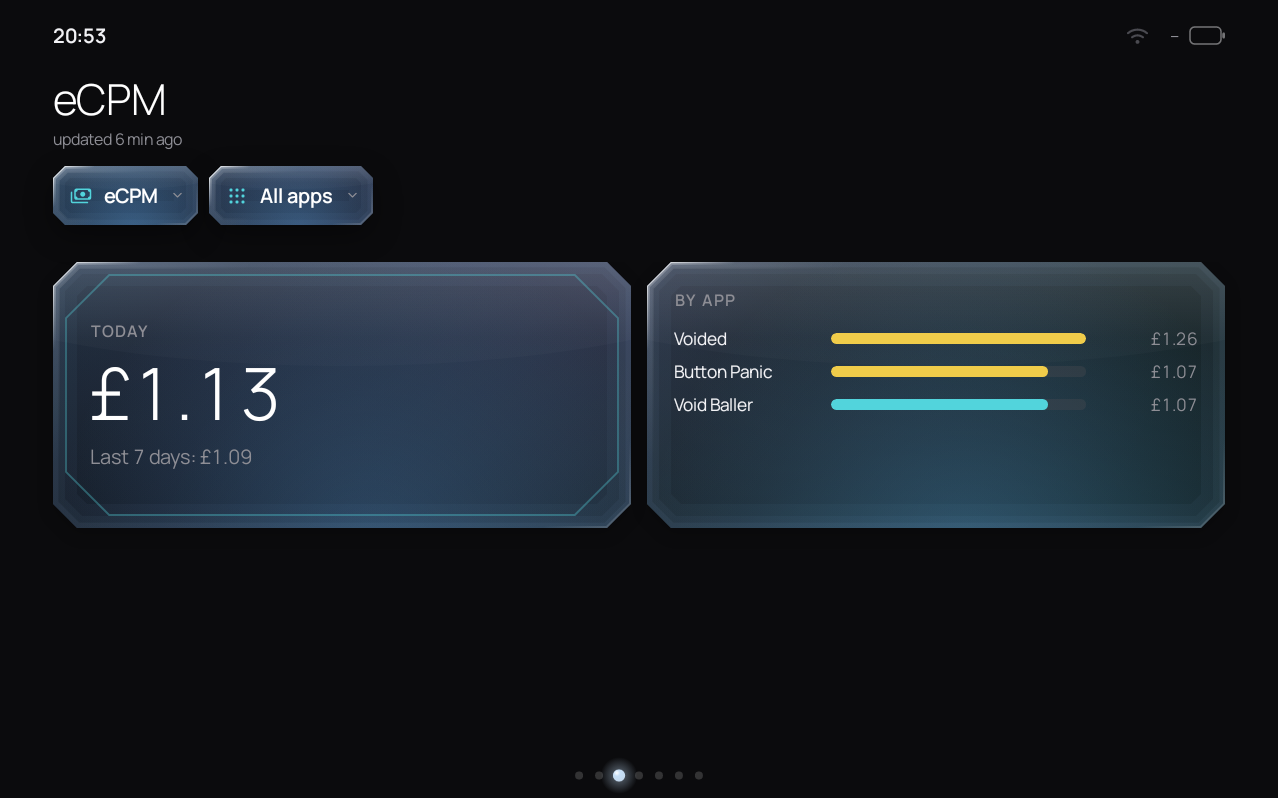 20:53
–
eCPM
updated 6 min ago
eCPM
All apps
TODAY
£1.13
Last 7 days: £1.09
BY APP
Voided £1.26
Button Panic £1.07
Void Baller £1.07